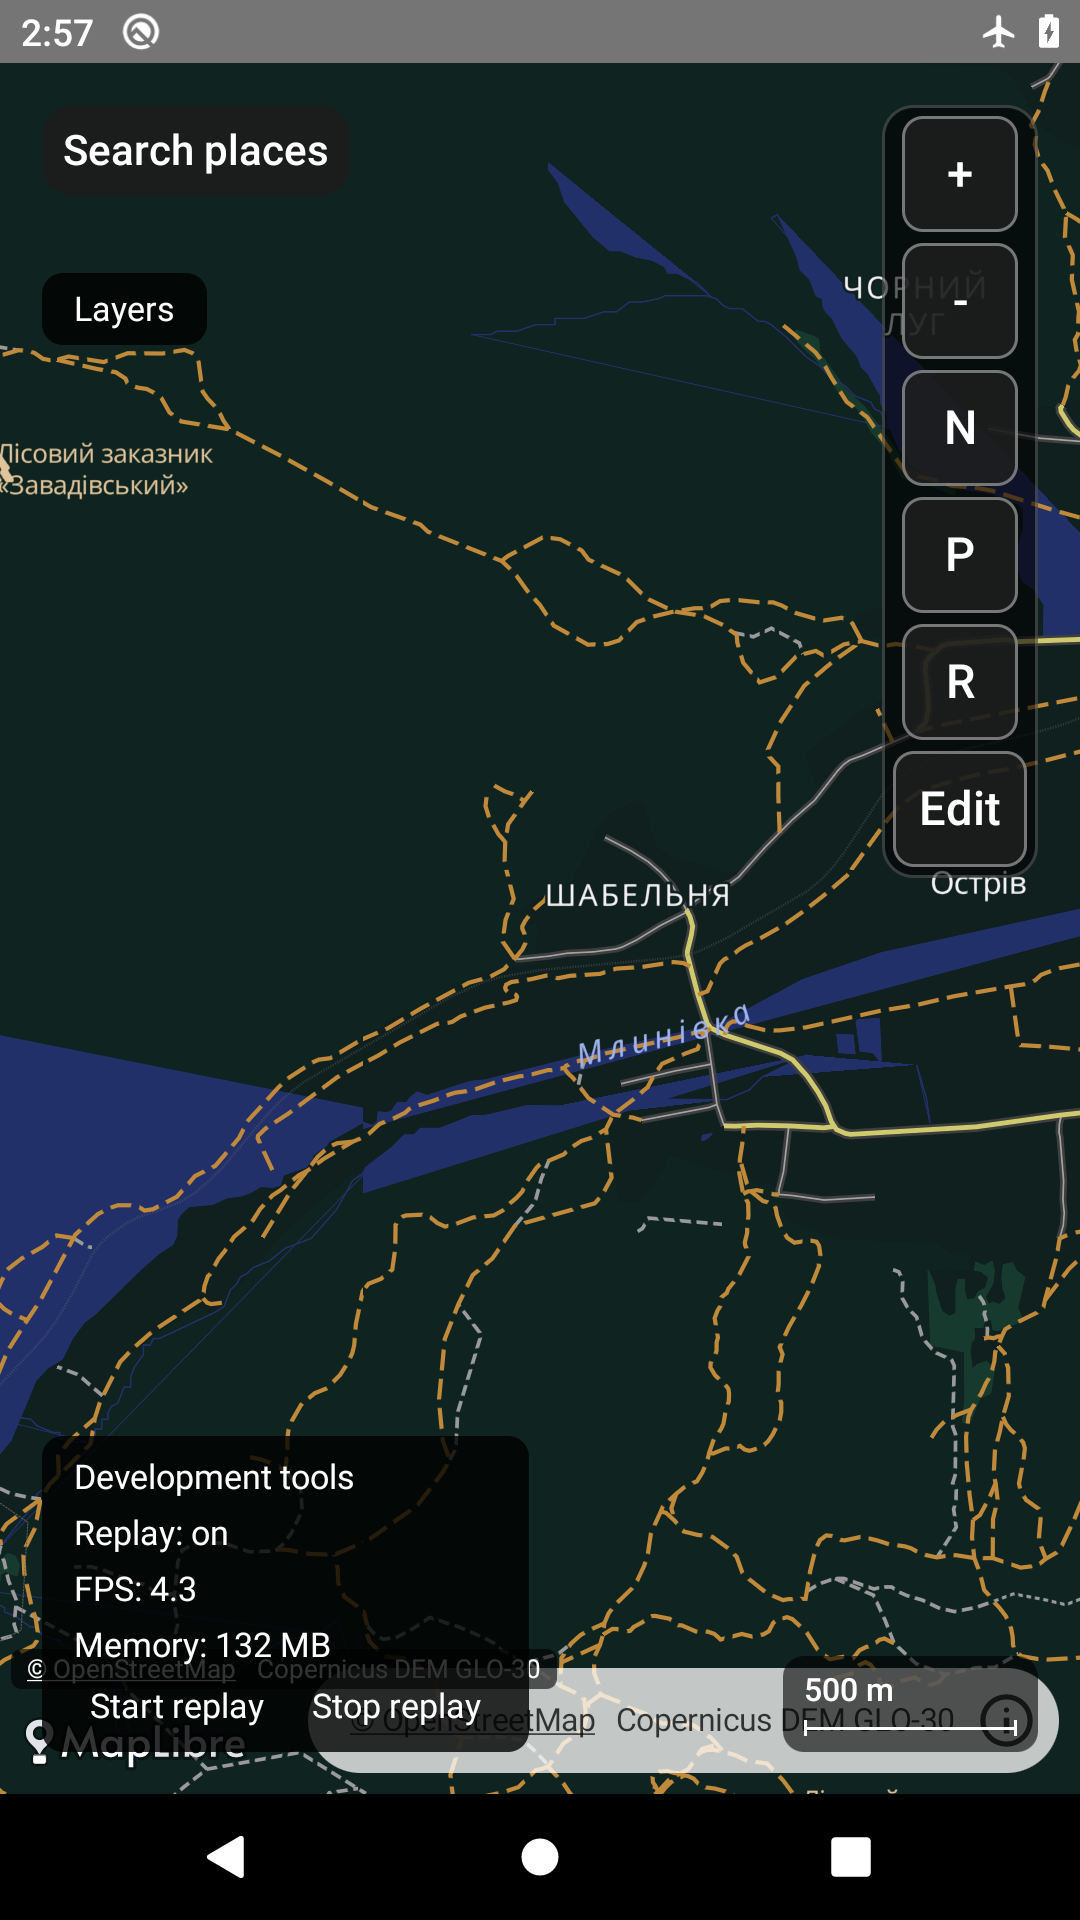 2:57
Search places
+
ЧОРНИЙ
ЛУГ
-
Layers
N
Лісовий заказник
«Завадівський»
P
R
Edit
Острів
ШАБЕЛЬНЯ
Млинівка
Development tools
Replay: on
FPS: 4.3
Memory: 132 MB
© OpenStreetMap Copernicus DEM GLO-30
Start replay Stop replay
500 m
© OpenStreetMap Copernicus DEM GLO-30
MapLibre